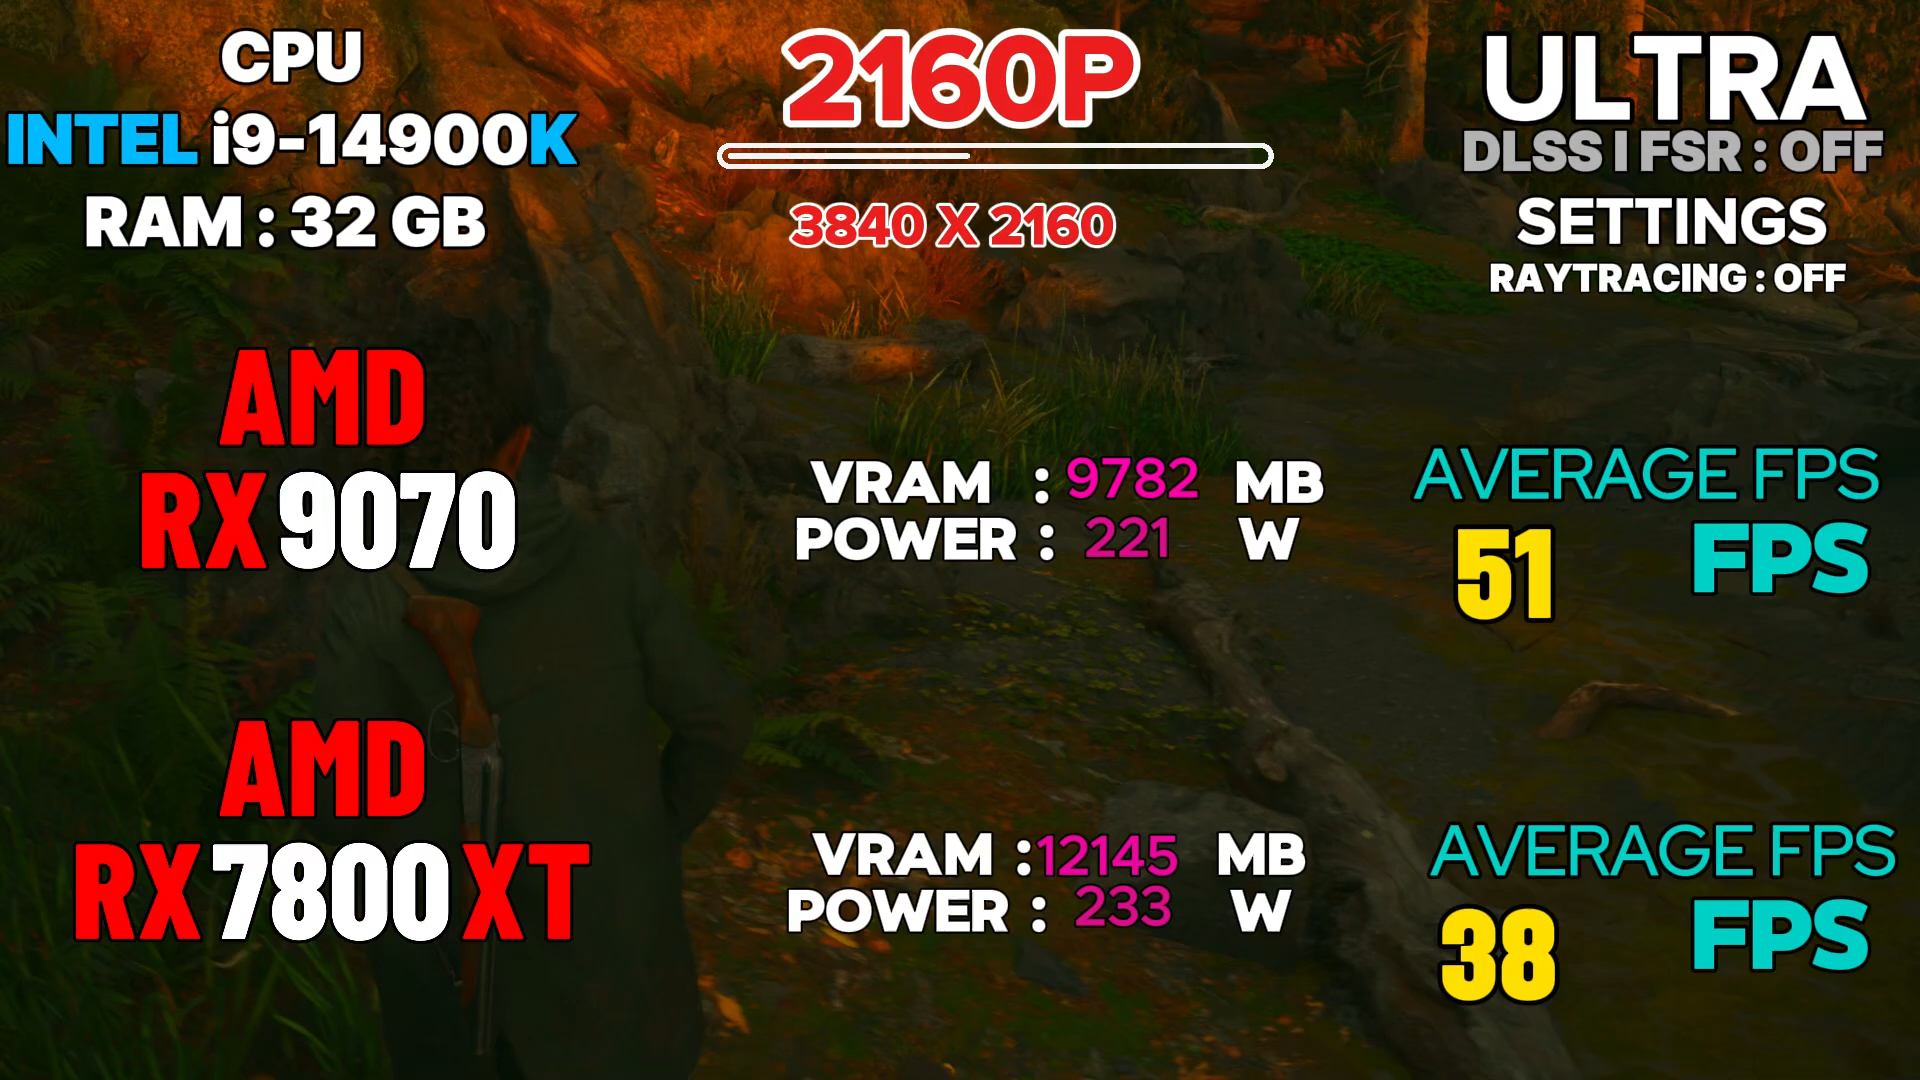 CPU
INTEL i9-14900K
RAM : 32 GB
2160P
3840 X 2160
ULTRA
DLSS | FSR : OFF
SETTINGS
RAYTRACING : OFF
AMD
RX 9070
VRAM : 9782 MB
POWER : 221 W
AVERAGE FPS
51 FPS
AMD
RX 7800 XT
VRAM : 12145 MB
POWER : 233 W
AVERAGE FPS
38 FPS